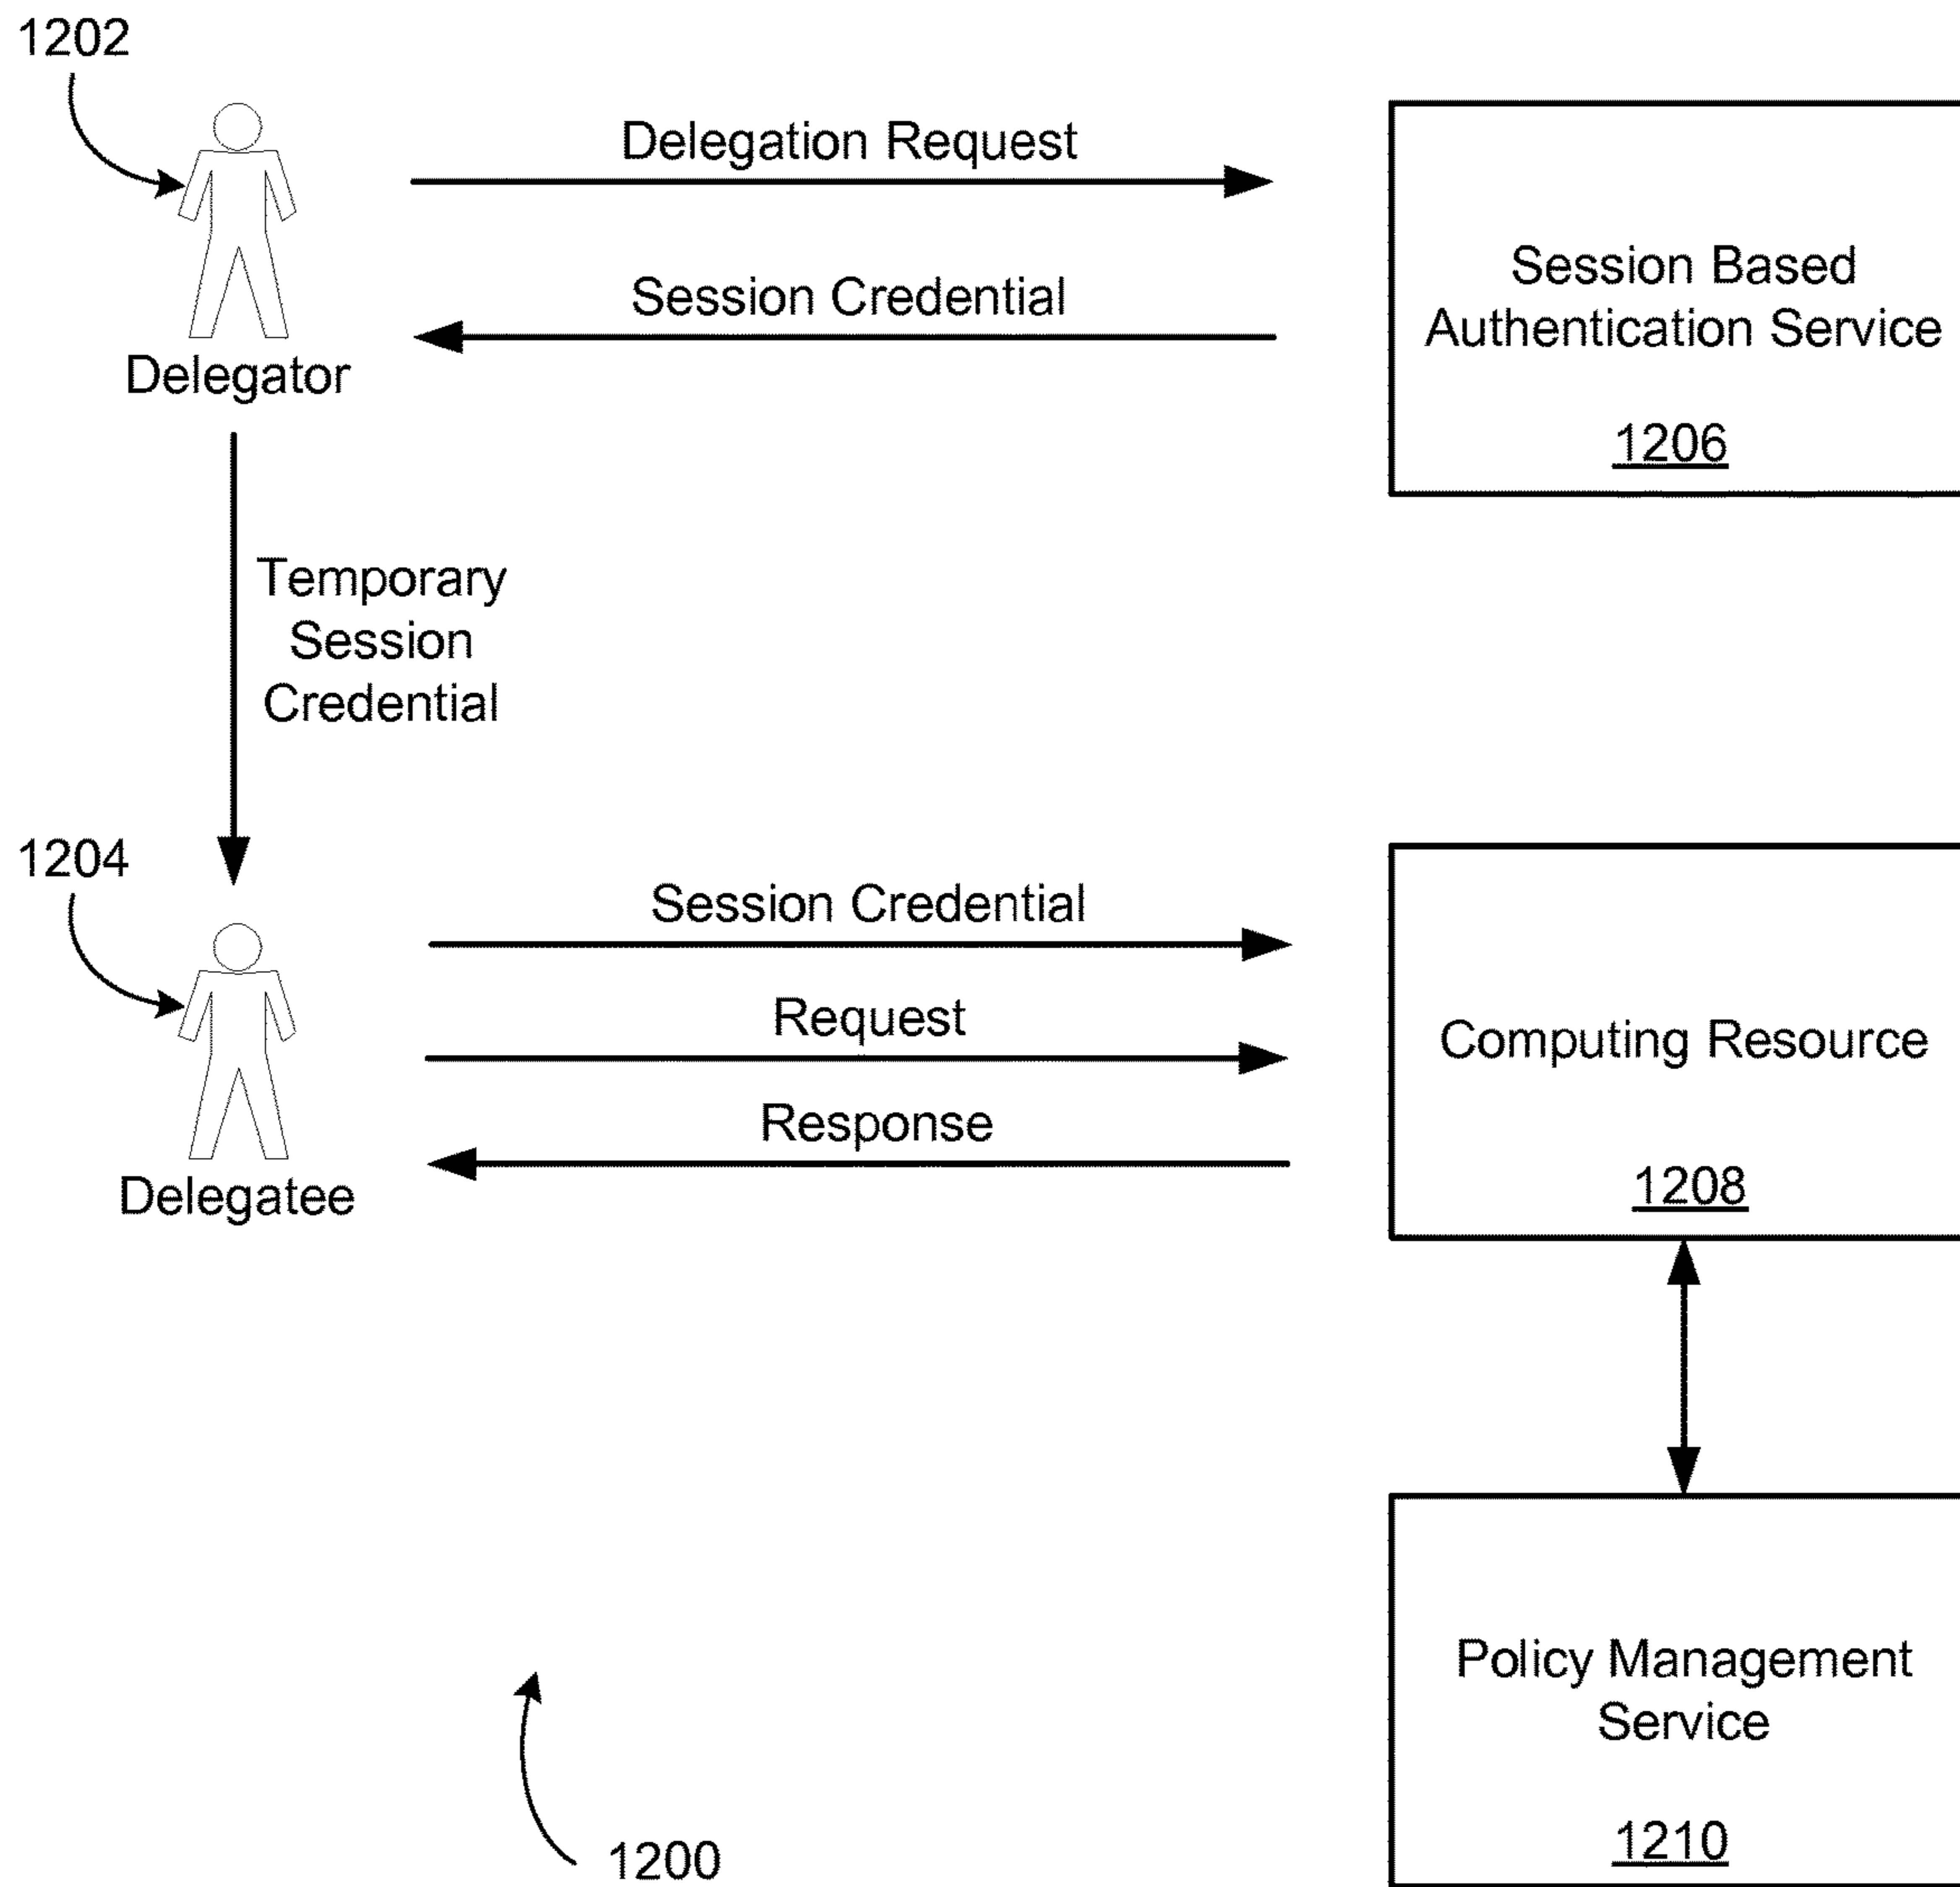 1202
Delegation Request
Session Credential
Delegator
Session Based
Authentication Service
1206
Temporary
Session
Credential
1204
Session Credential
Request
Response
Delegatee
Computing Resource
1208
Policy Management
Service
1210
1200